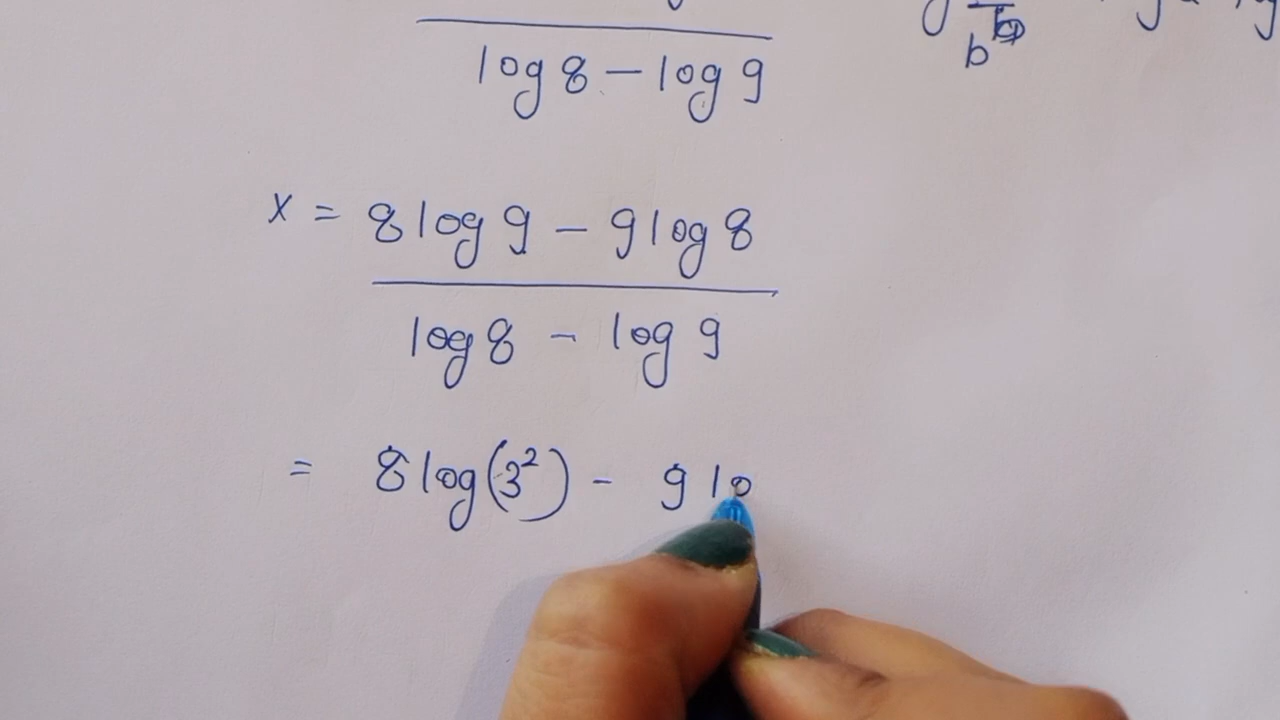 log 8 - log 9
b
x = 8 log 9 - 9 log 8
log 8 - log 9
= 8 log(3²) - 9 lo